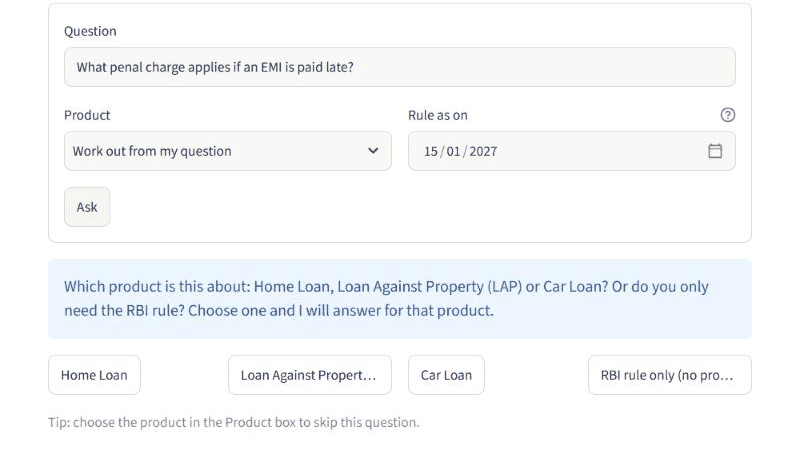 Question
What penal charge applies if an EMI is paid late?
Product
Rule as on
Work out from my question
15/01/2027
Ask
Which product is this about: Home Loan, Loan Against Property (LAP) or Car Loan? Or do you only
need the RBI rule? Choose one and I will answer for that product.
Home Loan
Loan Against Propert...
Car Loan
RBI rule only (no pro...
Tip: choose the product in the Product box to skip this question.